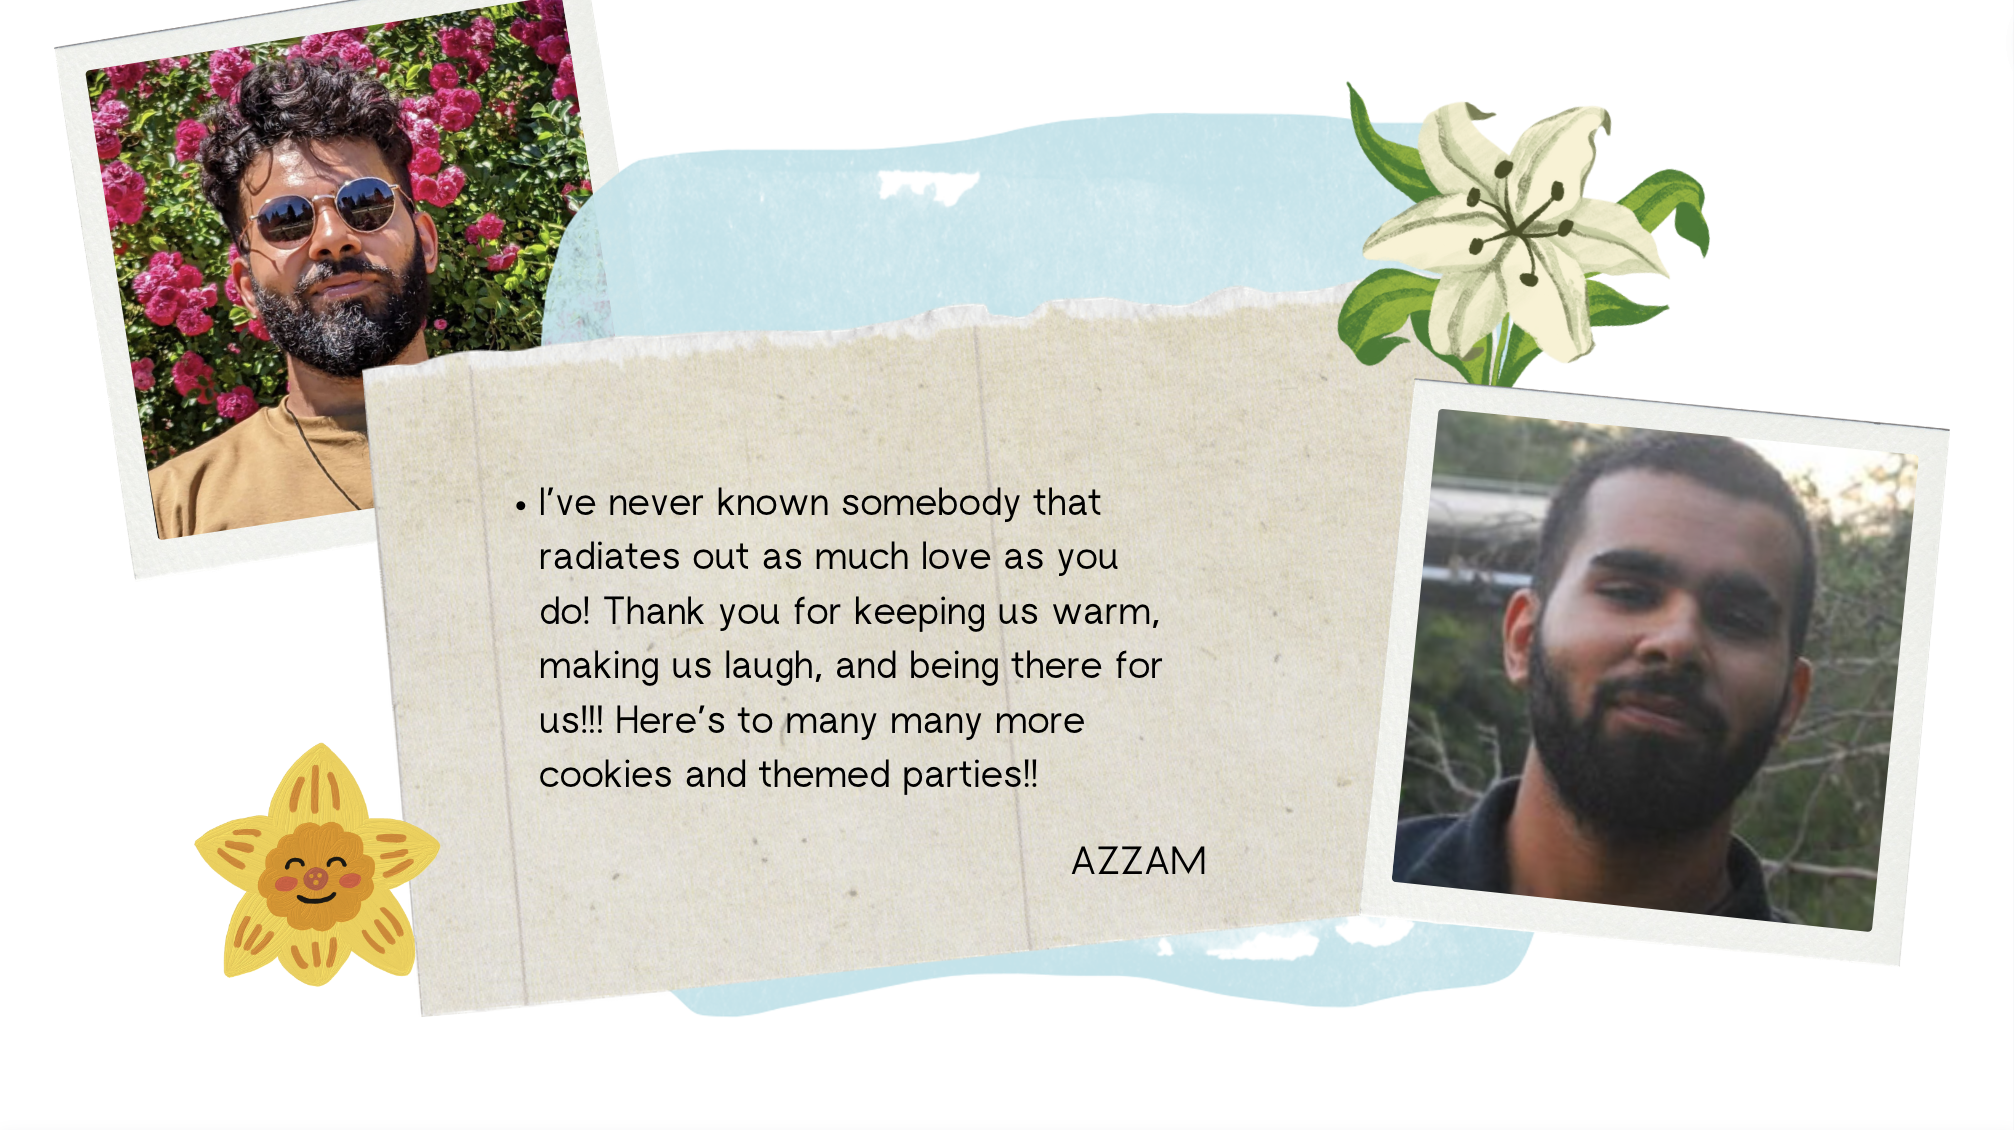 • I've never known somebody that
radiates out as much love as you
do! Thank you for keeping us warm,
making us laugh, and being there for
us!!! Here's to many many more
cookies and themed parties!!
AZZAM